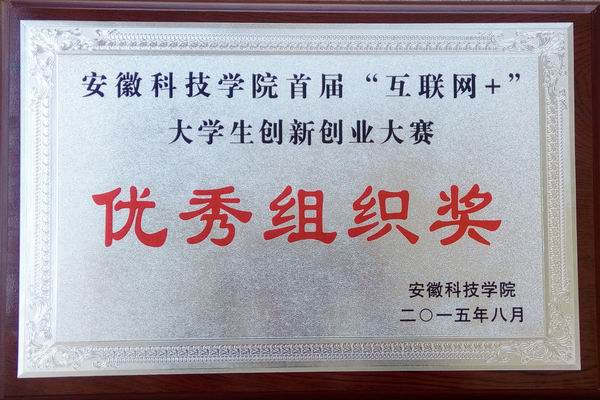 安徽科技学院首届“互联网+”
大学生创新创业大赛
优秀组织奖
安徽科技学院
二〇一五年八月